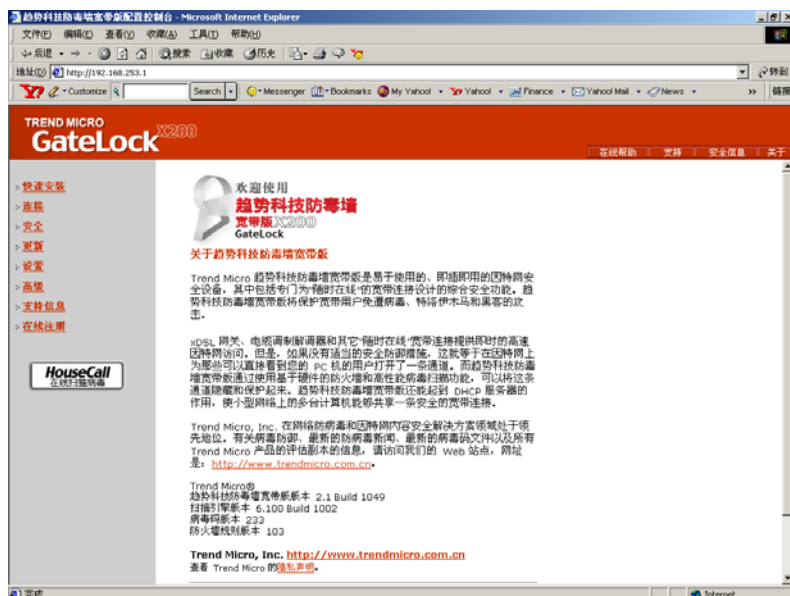 趋势科技防毒墙宽带版配置控制台 - Microsoft Internet Explorer
文件(F) 编辑(E) 查看(V) 收藏(A) 工具(T) 帮助(H)
后退 搜索 收藏 历史
地址(D) http://192.168.253.1 转到
Customize Search Messenger Bookmarks My Yahoo! Yahoo! Finance Yahoo! Mail News » 链接
TREND MICRO
GateLock X200
在线帮助 | 支持 | 安全信息 | 关于
快速安装
连接
安全
更新
设置
高级
支持信息
在线注册
HouseCall
在线扫描病毒
欢迎使用
趋势科技防毒墙
宽带版X200
GateLock
关于趋势科技防毒墙宽带版
Trend Micro 趋势科技防毒墙宽带版是易于使用的、即插即用的因特网安
全设备，其中包括专门为"随时在线"的宽带连接设计的综合安全功能。趋
势科技防毒墙宽带版将保护宽带用户免遭病毒、特洛伊木马和黑客的攻
击。
xDSL 网关、电缆调制解调器和其它"随时在线"宽带连接提供即时的高速
因特网访问。但是，如果没有适当的安全防御措施，这就等于在因特网上
为那些可以直接看到您的 PC 机的用户打开了一条通道。而趋势科技防毒
墙宽带版通过使用基于硬件的防火墙和高性能病毒扫描功能，可以将这条
通道隐藏和保护起来。趋势科技防毒墙宽带版还能起到 DHCP 服务器的
作用，使小型网络上的多台计算机能够共享一条安全的宽带连接。
Trend Micro, Inc. 在网络防病毒和因特网内容安全解决方案领域处于领
先地位。有关病毒防御、最新的防病毒新闻、最新的病毒码文件以及所有
Trend Micro 产品的评估副本的信息，请访问我们的 Web 站点，网址
是：http://www.trendmicro.com.cn。
Trend Micro®
趋势科技防毒墙宽带版版本 2.1 Build 1049
扫描引擎版本 6.100 Build 1002
病毒码版本 233
防火墙规则版本 103
Trend Micro, Inc. http://www.trendmicro.com.cn
查看 Trend Micro 的隐私声明。
完成 Internet